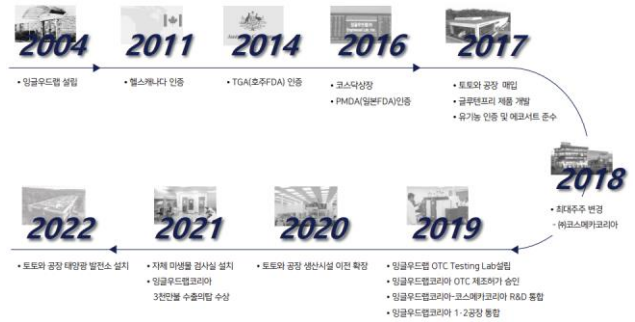 2004
• 잉글우드랩 설립
2011
• 헬스캐나다 인증
2014
• TGA(호주FDA) 인증
2016
• 코스닥상장
• PMDA(일본FDA)인증
2017
• 토토와 공장 매입
• 글루텐프리 제품 개발
• 유기농 인증 및 에코서트 준수
2018
• 최대주주 변경
- ㈜코스메카코리아
2019
• 잉글우드랩 OTC Testing Lab설립
• 잉글우드랩코리아 OTC 제조허가 승인
• 잉글우드랩코리아-코스메카코리아 R&D 통합
• 잉글우드랩코리아 1·2공장 통합
2020
• 토토와 공장 생산시설 이전 확장
2021
• 자체 미생물 검사실 설치
• 잉글우드랩코리아
3천만불 수출의탑 수상
2022
• 토토와 공장 태양광 발전소 설치